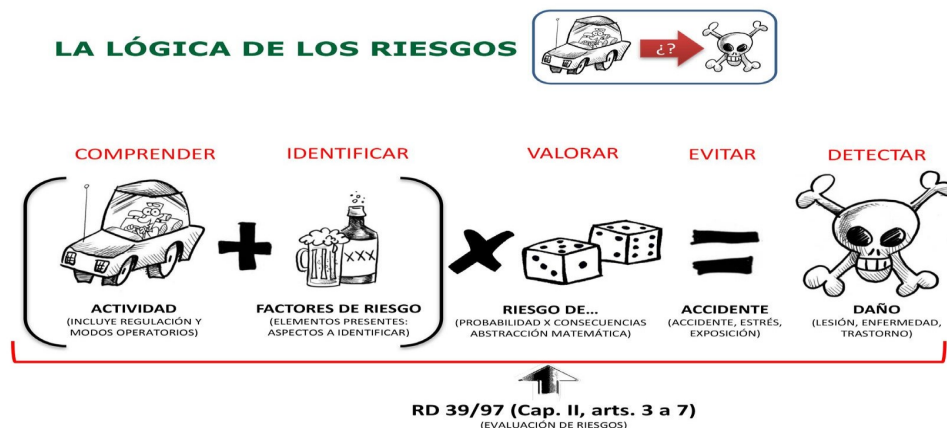 LA LÓGICA DE LOS RIESGOS
¿?
COMPRENDER
IDENTIFICAR
VALORAR
EVITAR
DETECTAR
XXX
ACTIVIDAD
(INCLUYE REGULACIÓN Y
MODOS OPERATORIOS)
FACTORES DE RIESGO
(ELEMENTOS PRESENTES:
ASPECTOS A IDENTIFICAR)
RIESGO DE...
(PROBABILIDAD X CONSECUENCIAS
ABSTRACCIÓN MATEMÁTICA)
ACCIDENTE
(ACCIDENTE, ESTRÉS,
EXPOSICIÓN)
DAÑO
(LESIÓN, ENFERMEDAD,
TRASTORNO)
RD 39/97 (Cap. II, arts. 3 a 7)
(EVALUACIÓN DE RIESGOS)